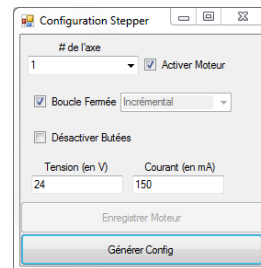 Configuration Stepper
# de l'axe
1
Activer Moteur
Boucle Fermée
Incrémental
Désactiver Butées
Tension (en V) Courant (en mA)
24 150
Enregistrer Moteur
Générer Config